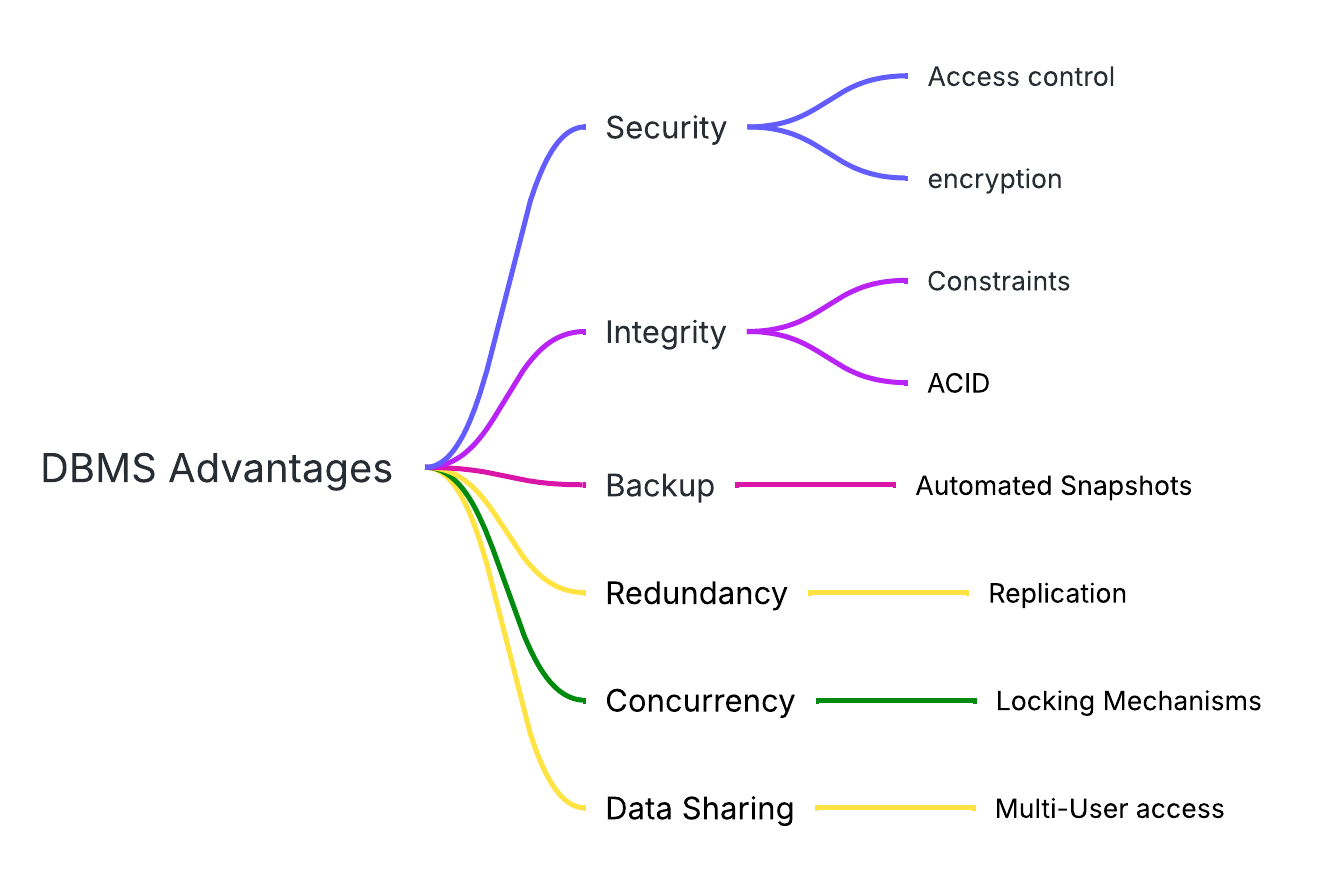 DBMS Advantages
Security
Access control
encryption
Integrity
Constraints
ACID
Backup
Automated Snapshots
Redundancy
Replication
Concurrency
Locking Mechanisms
Data Sharing
Multi-User access